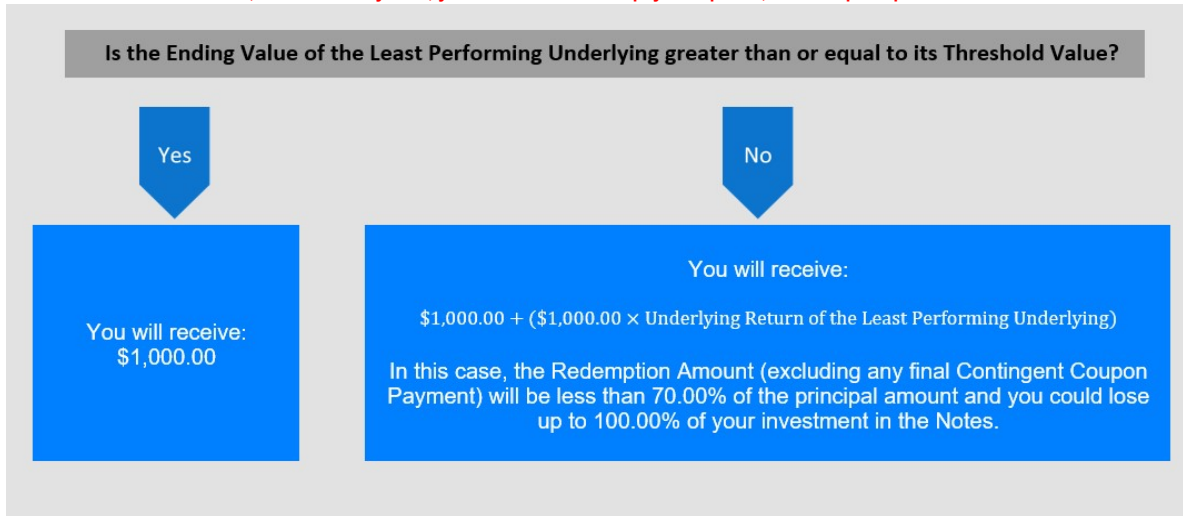 Is the Ending Value of the Least Performing Underlying greater than or equal to its Threshold Value?
Yes
No
You will receive:
$1,000.00
You will receive:
$1,000.00 + ($1,000.00 × Underlying Return of the Least Performing Underlying)
In this case, the Redemption Amount (excluding any final Contingent Coupon
Payment) will be less than 70.00% of the principal amount and you could lose
up to 100.00% of your investment in the Notes.